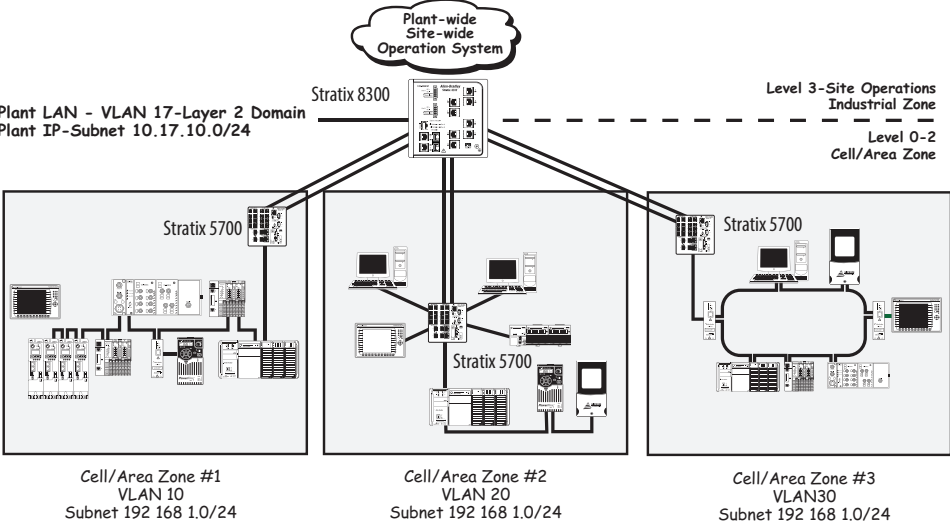 Plant-wide
Site-wide
Operation System
Stratix 8300
Level 3-Site Operations
Industrial Zone
Plant LAN - VLAN 17-Layer 2 Domain
Plant IP-Subnet 10.17.10.0/24
Level 0-2
Cell/Area Zone
Stratix 5700
Stratix 5700
Stratix 5700
Cell/Area Zone #1
VLAN 10
Subnet 192 168 1.0/24
Cell/Area Zone #2
VLAN 20
Subnet 192 168 1.0/24
Cell/Area Zone #3
VLAN30
Subnet 192 168 1.0/24